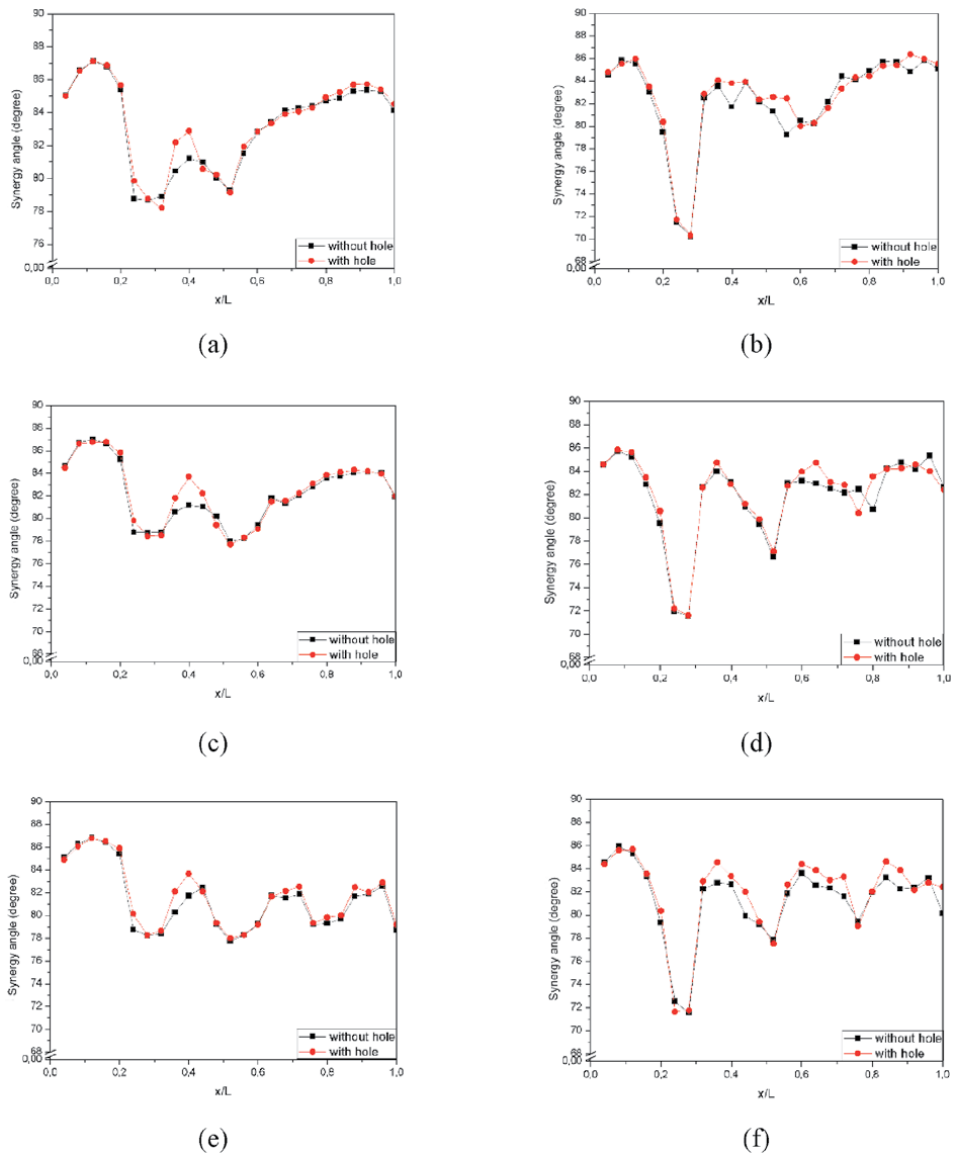 90
88
86
84
82
80
78
76
0,00
Synergy angle (degree)
without hole
with hole
0,0 0,2 0,4 0,6 0,8 1,0
x/L
(a)
90
88
86
84
82
80
78
76
74
72
70
68
0,00
Synergy angle (degree)
without hole
with hole
0,0 0,2 0,4 0,6 0,8 1,0
x/L
(b)
90
88
86
84
82
80
78
76
74
72
70
68
0,00
Synergy angle (degree)
without hole
with hole
0,0 0,2 0,4 0,6 0,8 1,0
x/L
(c)
90
88
86
84
82
80
78
76
74
72
70
68
0,00
Synergy angle (degree)
without hole
with hole
0,0 0,2 0,4 0,6 0,8 1,0
x/L
(d)
90
88
86
84
82
80
78
76
74
72
70
68
0,00
Synergy angle (degree)
without hole
with hole
0,0 0,2 0,4 0,6 0,8 1,0
x/L
(e)
90
88
86
84
82
80
78
76
74
72
70
68
0,00
Synergy angle (degree)
without hole
with hole
0,0 0,2 0,4 0,6 0,8 1,0
x/L
(f)